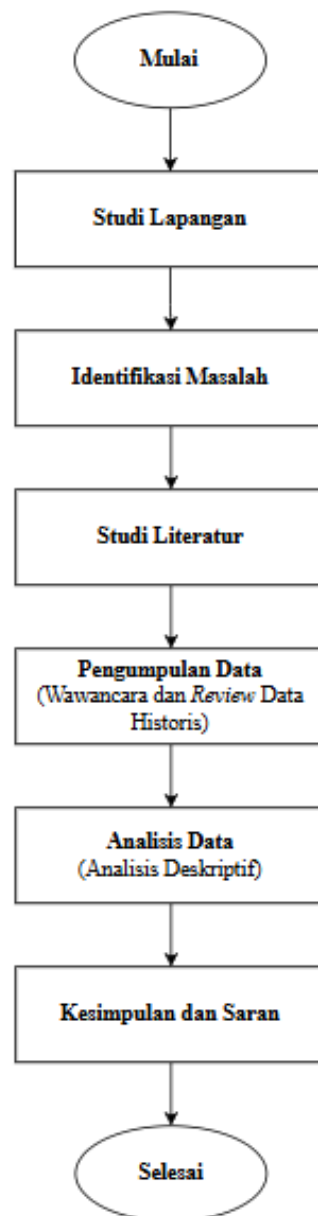 Mulai
Studi Lapangan
Identifikasi Masalah
Studi Literatur
Pengumpulan Data
(Wawancara dan Review Data
Historis)
Analisis Data
(Analisis Deskriptif)
Kesimpulan dan Saran
Selesai